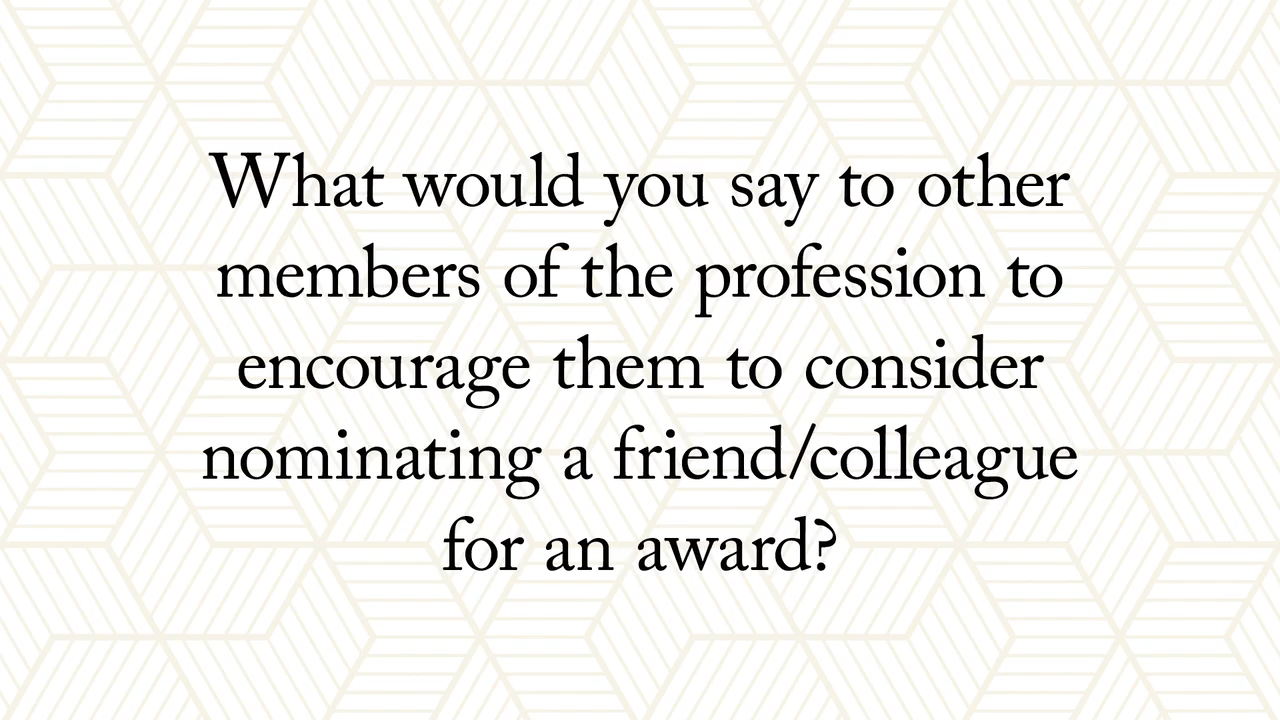 What would you say to other
members of the profession to
encourage them to consider
nominating a friend/colleague
for an award?